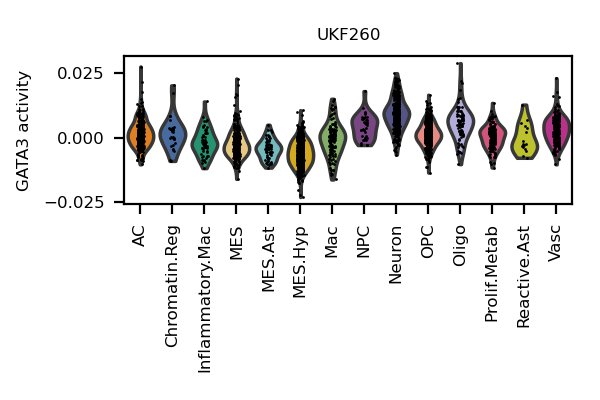 UKF260
GATA3 activity
0.025
0.000
−0.025
AC
Chromatin.Reg
Inflammatory.Mac
MES
MES.Ast
MES.Hyp
Mac
NPC
Neuron
OPC
Oligo
Prolif.Metab
Reactive.Ast
Vasc